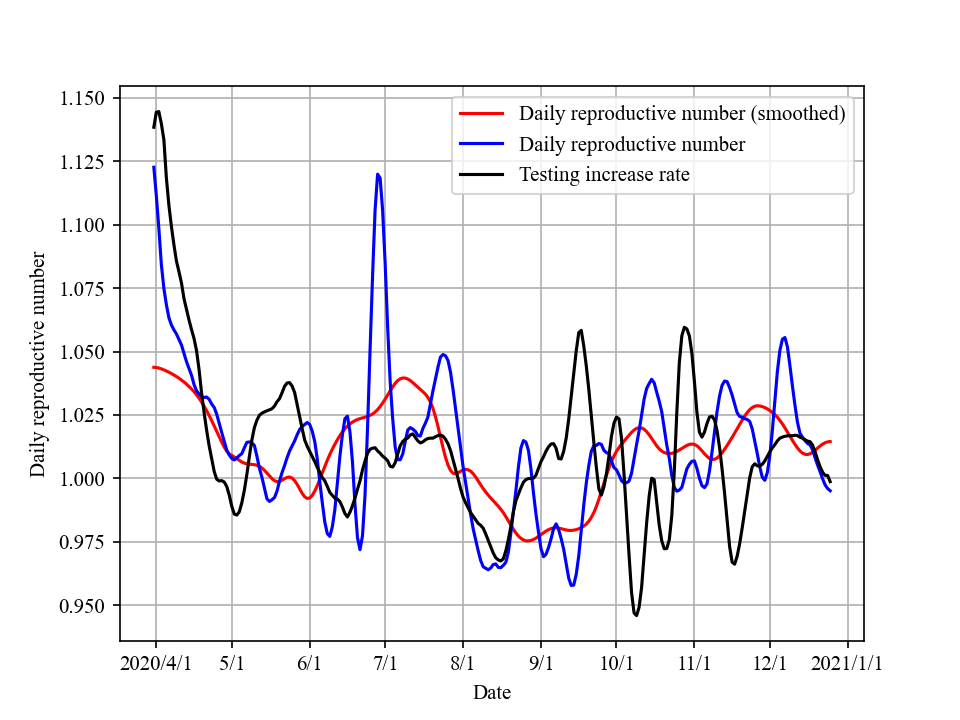 Daily reproductive number (smoothed)
Daily reproductive number
Testing increase rate
1.150
1.125
1.100
1.075
1.050
1.025
1.000
0.975
0.950
Daily reproductive number
2020/4/1 5/1 6/1 7/1 8/1 9/1 10/1 11/1 12/1 2021/1/1
Date